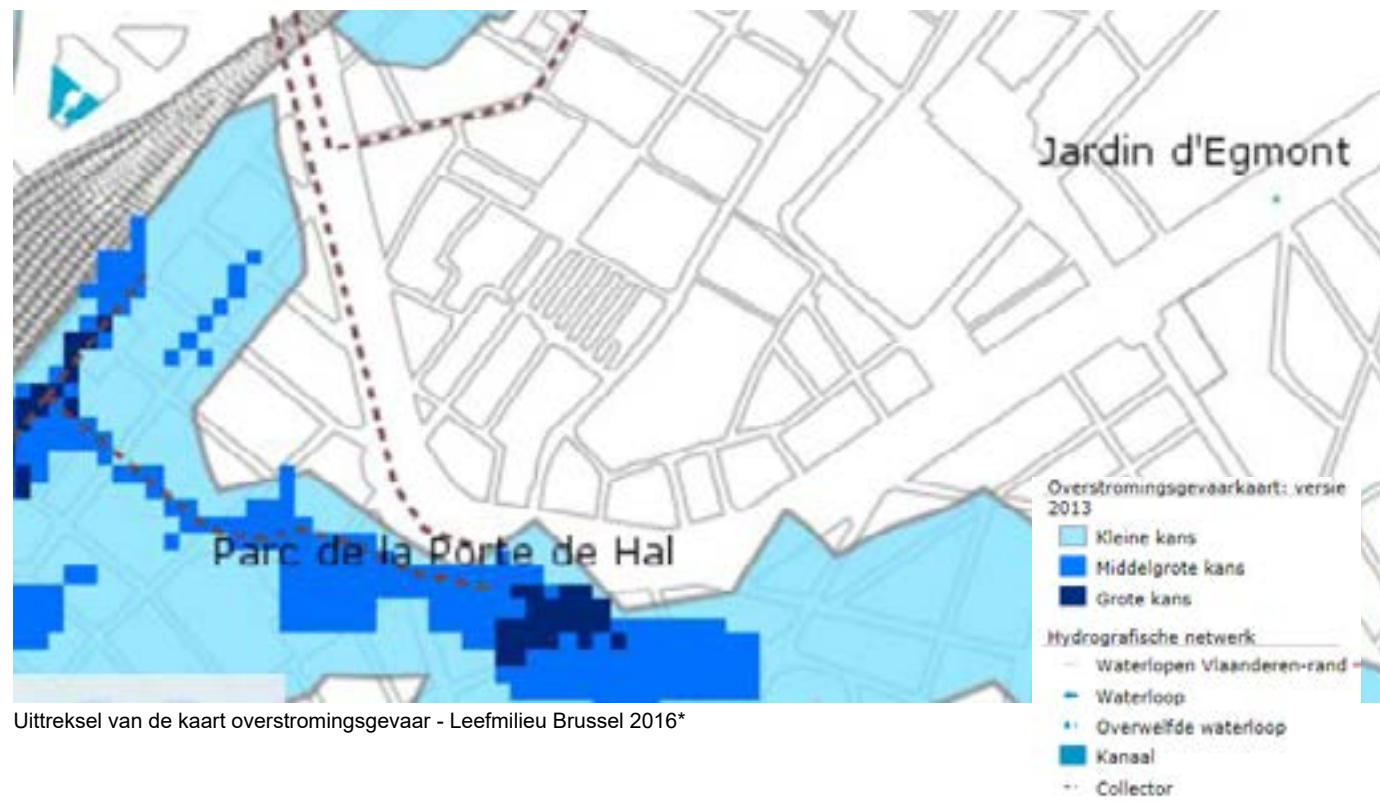 Jardin d'Egmont
Parc de la Porte de Hal
Overstromingsgevaarkaart: versie
2013
Kleine kans
Middelgrote kans
Grote kans
Hydrografische netwerk
Waterlopen Vlaanderen-rand
Waterloop
Overwelfde waterloop
Kanaal
Collector
Uittreksel van de kaart overstromingsgevaar - Leefmilieu Brussel 2016*